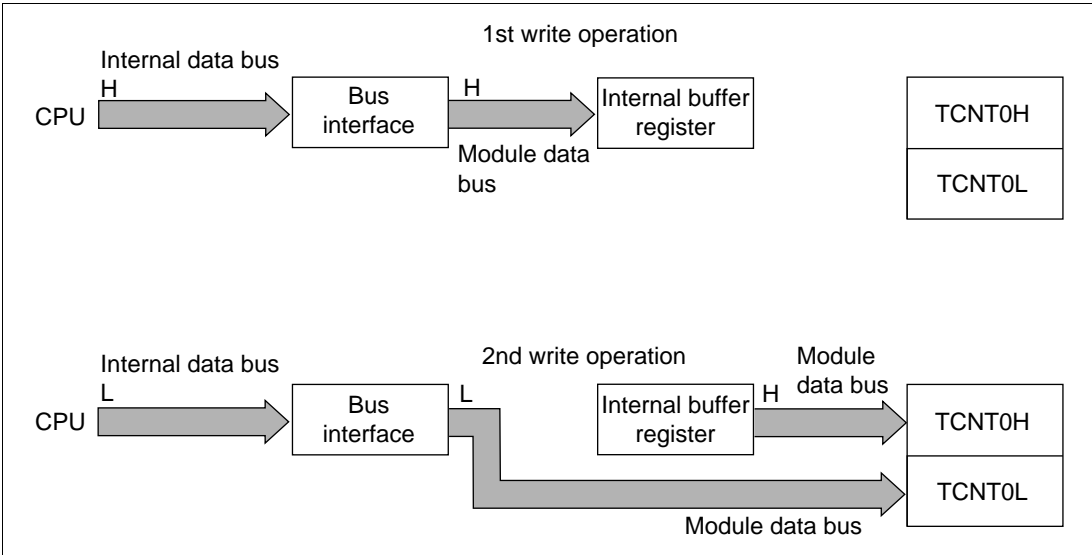 1st write operation
Internal data bus
H
CPU
Bus
interface
H
Module data
bus
Internal buffer
register
TCNT0H
TCNT0L
2nd write operation
Internal data bus
L
CPU
Bus
interface
L
Internal buffer
register
H
Module
data bus
TCNT0H
TCNT0L
Module data bus